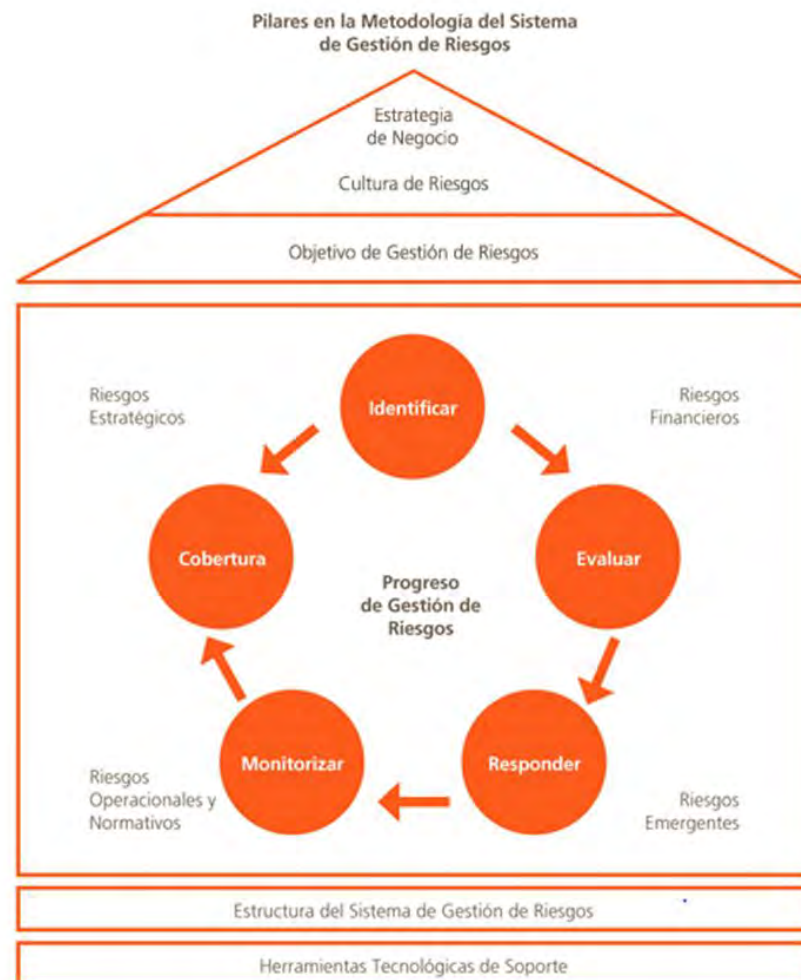 Pilares en la Metodología del Sistema
de Gestión de Riesgos
Estrategia
de Negocio
Cultura de Riesgos
Objetivo de Gestión de Riesgos
Riesgos
Estratégicos
Identificar
Riesgos
Financieros
Cobertura
Evaluar
Progreso
de Gestión de
Riesgos
Monitorizar
Responder
Riesgos
Operacionales y
Normativos
Riesgos
Emergentes
Estructura del Sistema de Gestión de Riesgos
Herramientas Tecnológicas de Soporte